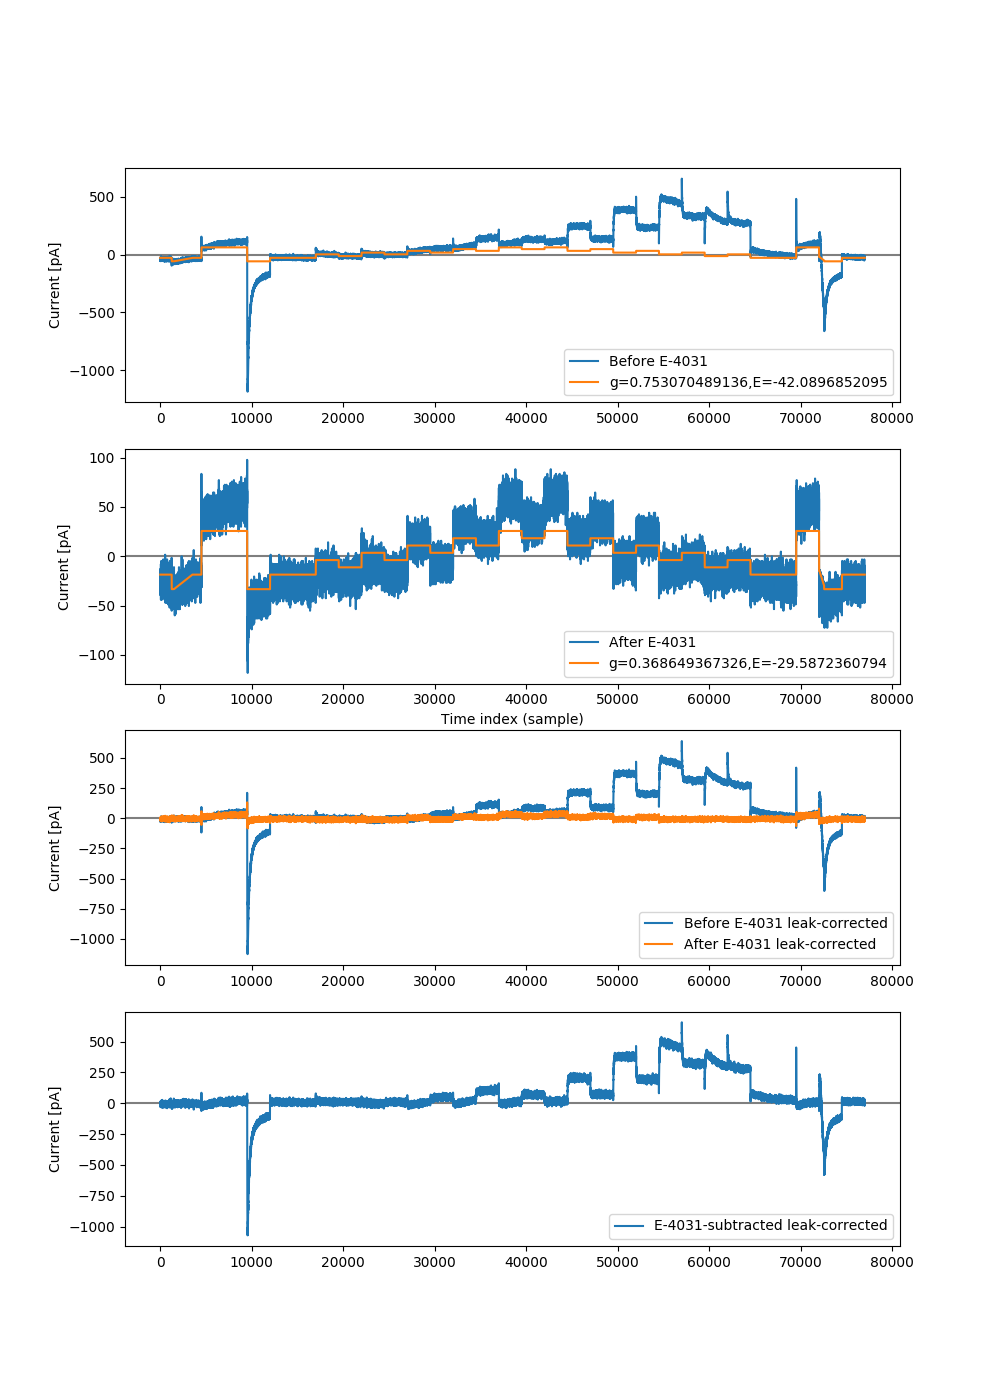 500
0
−500
−1000
Current [pA]
Before E-4031
g=0.753070489136,E=-42.0896852095
0 10000 20000 30000 40000 50000 60000 70000 80000
100
50
0
−50
−100
Current [pA]
After E-4031
g=0.368649367326,E=-29.5872360794
0 10000 20000 30000 40000 50000 60000 70000 80000
Time index (sample)
500
250
0
−250
−500
−750
−1000
Current [pA]
Before E-4031 leak-corrected
After E-4031 leak-corrected
0 10000 20000 30000 40000 50000 60000 70000 80000
500
250
0
−250
−500
−750
−1000
Current [pA]
E-4031-subtracted leak-corrected
0 10000 20000 30000 40000 50000 60000 70000 80000